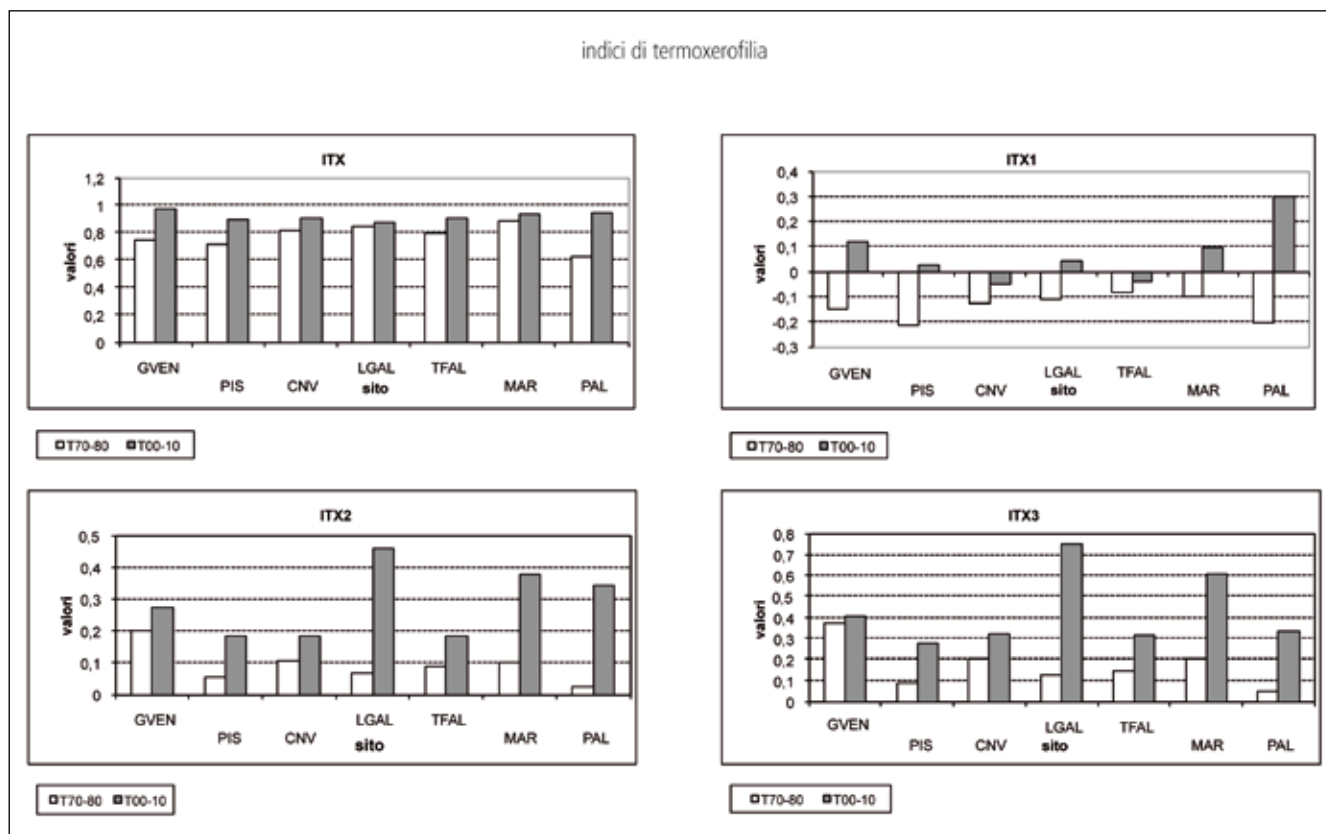 indici di termoxerofilia
ITX
1,2
1
0,8
0,6
0,4
0,2
0
valori
GVEN
PIS
CNV
LGAL
TFAL
MAR
PAL
sito
T70-80 T00-10
ITX1
0,4
0,3
0,2
0,1
0
-0,1
-0,2
-0,3
valori
GVEN
PIS
CNV
LGAL
TFAL
MAR
PAL
sito
T70-80 T00-10
ITX2
0,5
0,4
0,3
0,2
0,1
0
valori
GVEN
PIS
CNV
LGAL
TFAL
MAR
PAL
sito
T70-80 T00-10
ITX3
0,8
0,7
0,6
0,5
0,4
0,3
0,2
0,1
0
valori
GVEN
PIS
CNV
LGAL
TFAL
MAR
PAL
sito
T70-80 T00-10